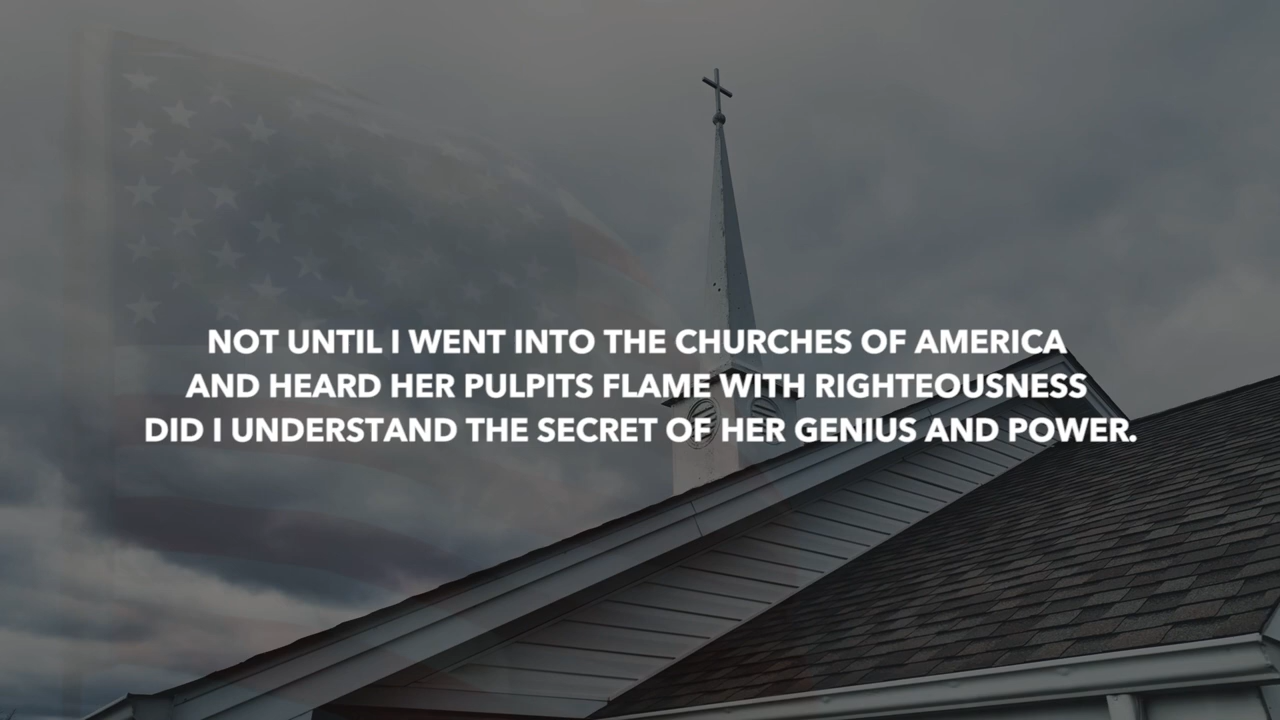 NOT UNTIL I WENT INTO THE CHURCHES OF AMERICA
AND HEARD HER PULPITS FLAME WITH RIGHTEOUSNESS
DID I UNDERSTAND THE SECRET OF HER GENIUS AND POWER.